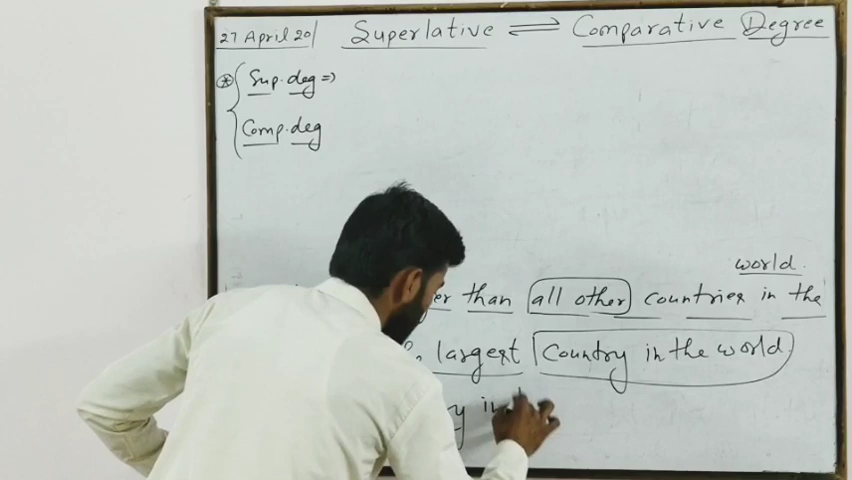 27 April 20 Superlative ⇌ Comparative Degree
⊛ { Sup. deg ⇒
Comp. deg
world.
than all other countries in the
largest Country in the world.
in